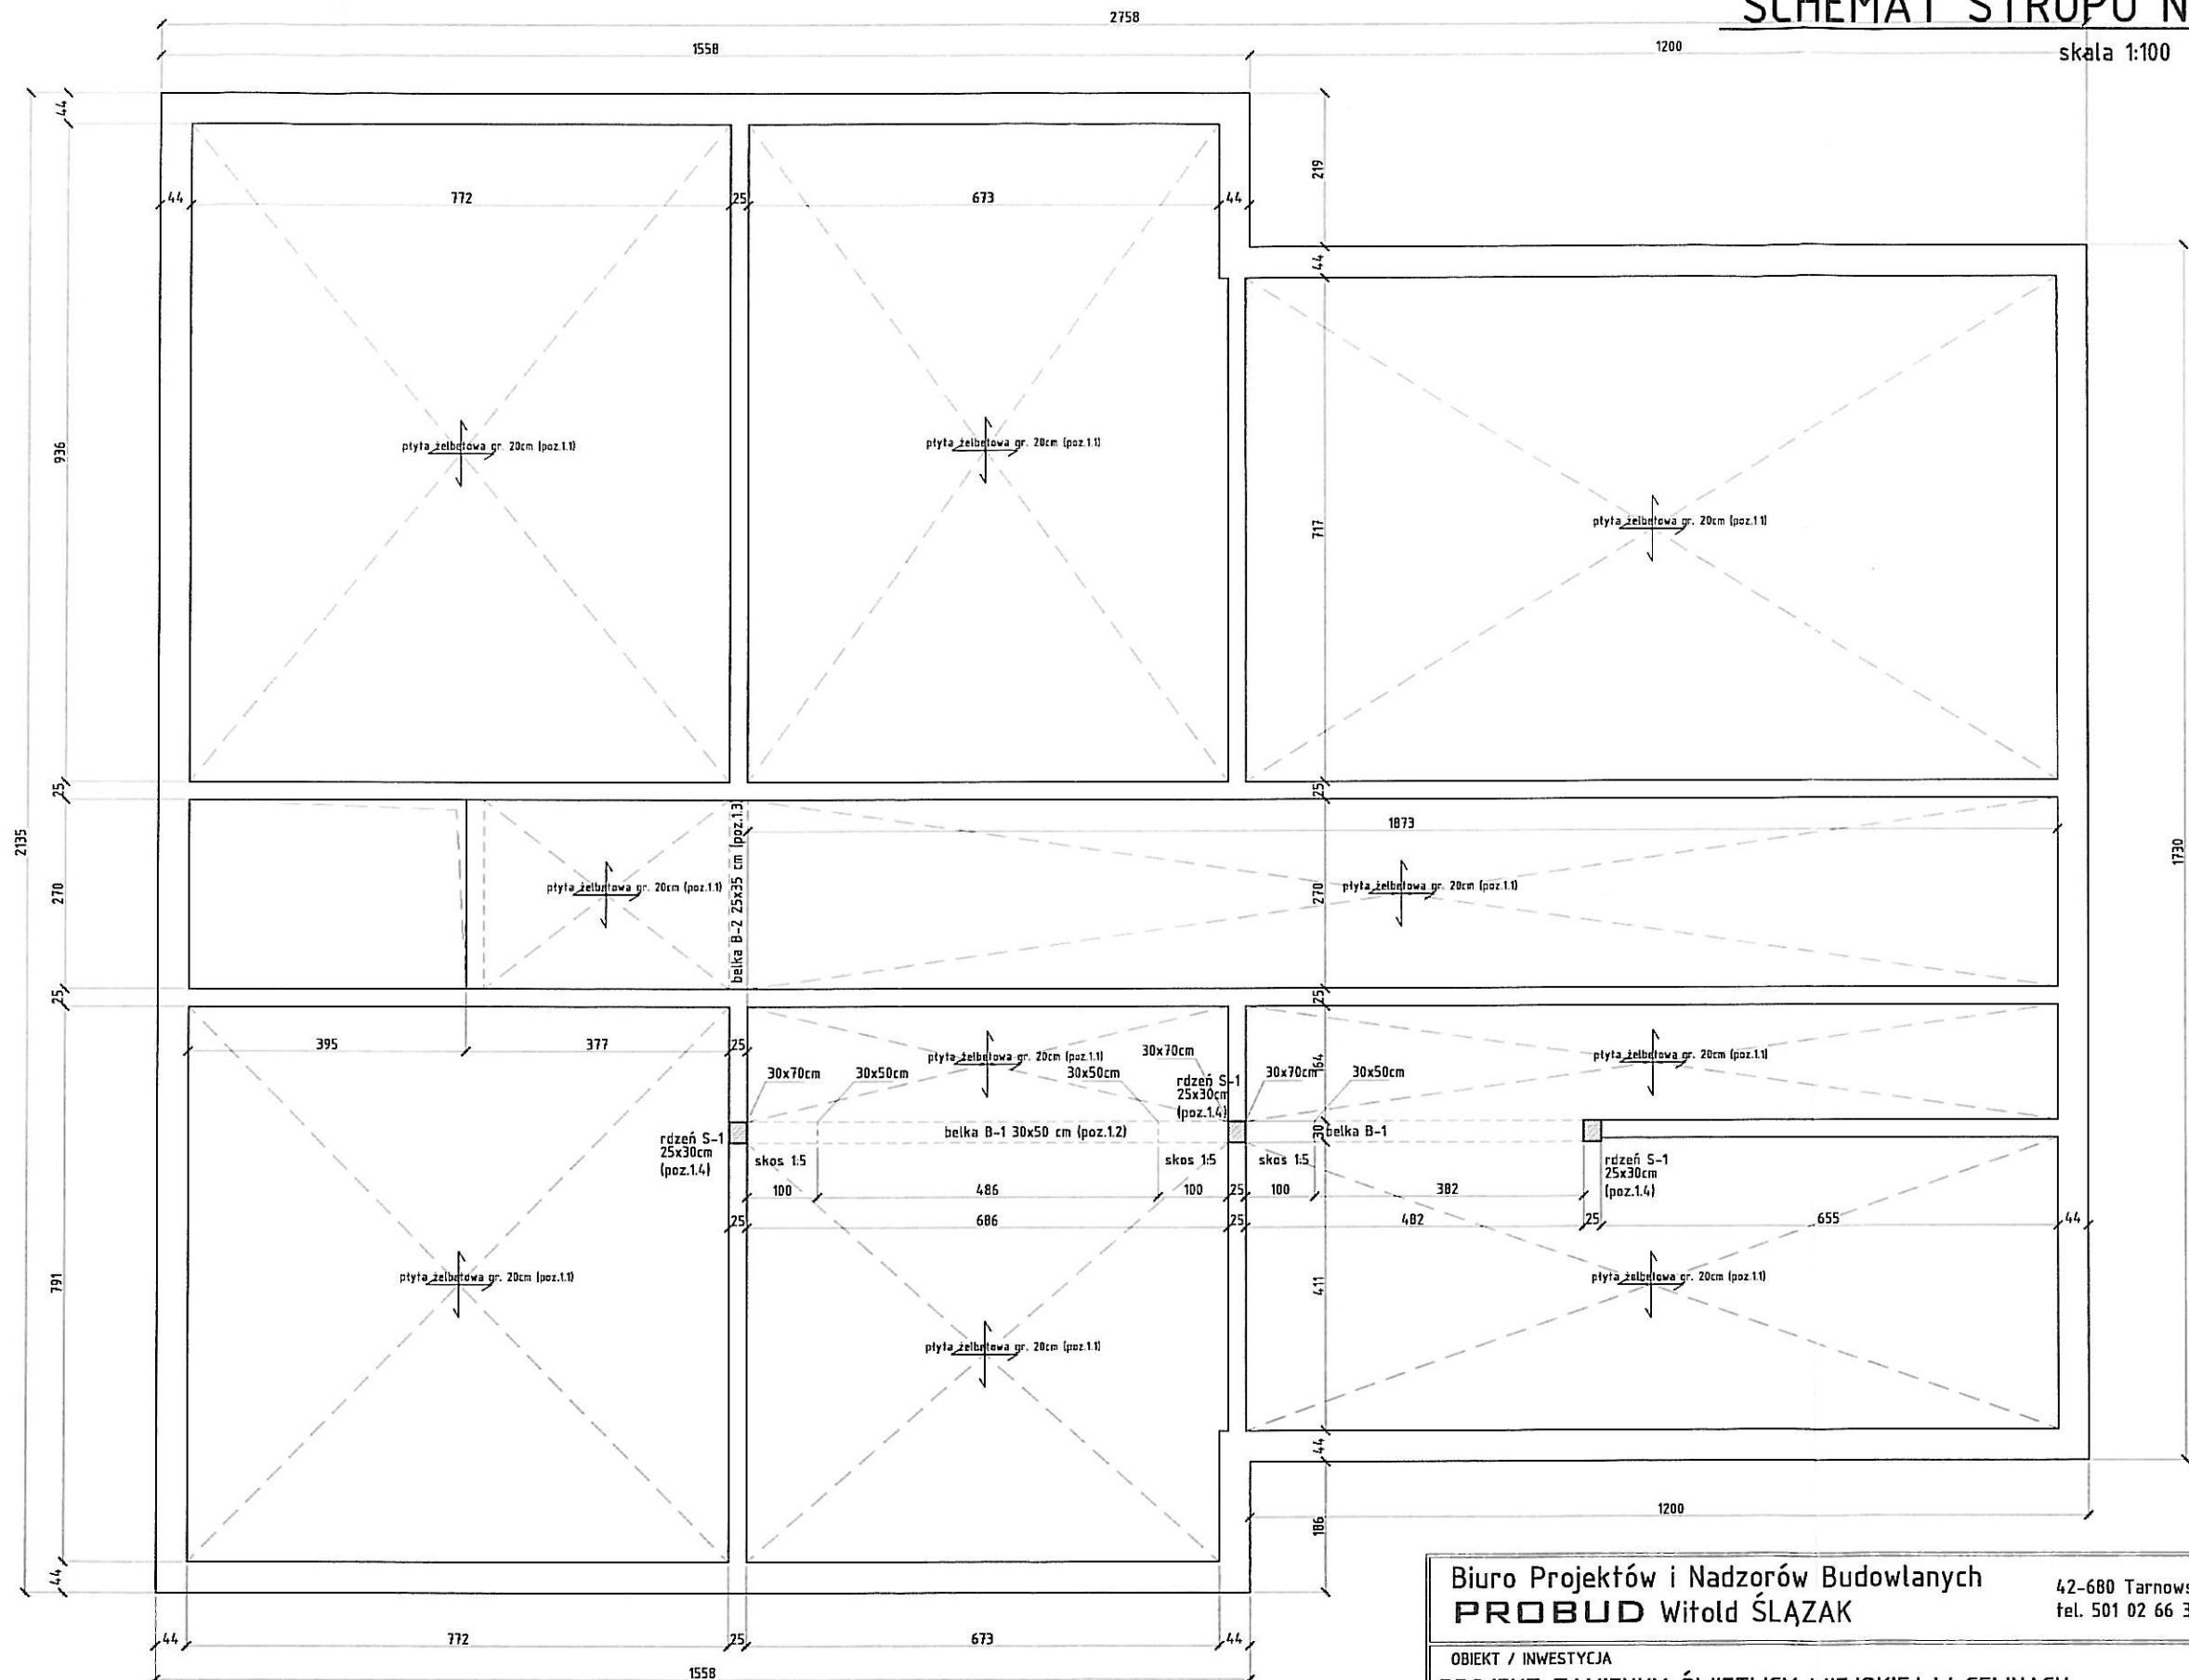 SCHEMAT STROPU N
skala 1:100
2758
1558
1200
44
44
772
25
673
44
219
44
936
płyta żelbetowa gr. 20cm (poz.1.1)
płyta żelbetowa gr. 20cm (poz.1.1)
717
płyta żelbetowa gr. 20cm (poz.1.1)
25
25
2135
1730
270
płyta żelbetowa gr. 20cm (poz.1.1)
belka B-2 25x35 cm (poz.1.3)
1873
270
płyta żelbetowa gr. 20cm (poz.1.1)
25
25
395
377
25
płyta żelbetowa gr. 20cm (poz.1.1)
30x70cm
30x50cm
30x50cm
30x70cm
rdzeń S-1
25x30cm
(poz.1.4)
30x70cm
164
30x50cm
płyta żelbetowa gr. 20cm (poz.1.1)
rdzeń S-1
25x30cm
(poz.1.4)
belka B-1 30x50 cm (poz.1.2)
30
belka B-1
skos 1:5
skos 1:5
skos 1:5
rdzeń S-1
25x30cm
(poz.1.4)
100
486
100
25
100
382
25
686
25
482
25
655
44
791
płyta żelbetowa gr. 20cm (poz.1.1)
411
płyta żelbetowa gr. 20cm (poz.1.1)
płyta żelbetowa gr. 20cm (poz.1.1)
44
1200
186
44
44
772
25
673
44
1558
Biuro Projektów i Nadzorów Budowlanych
PROBUD Witold ŚLĄZAK
42-680 Tarnows
tel. 501 02 66 3
OBIEKT / INWESTYCJA